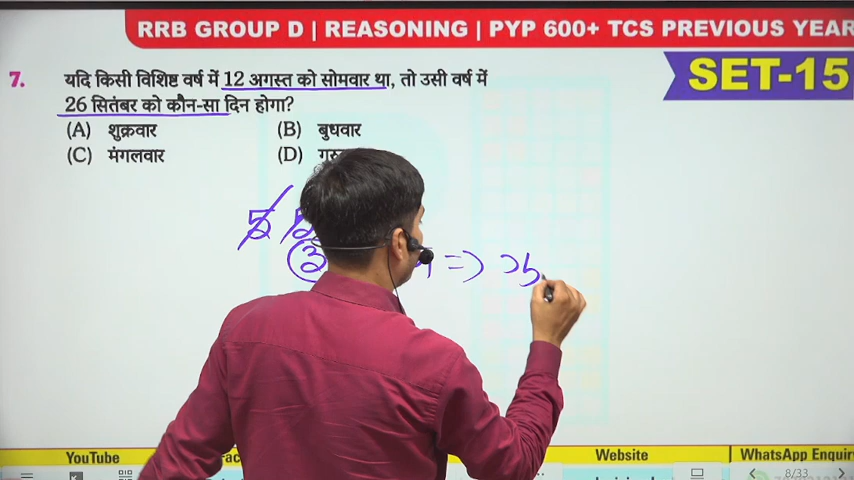 RRB GROUP D | REASONING | PYP 600+ TCS PREVIOUS YEAR
SET-15
7. यदि किसी विशिष्ट वर्ष में 12 अगस्त को सोमवार था, तो उसी वर्ष में
26 सितंबर को कौन-सा दिन होगा?
(A) शुक्रवार (B) बुधवार
(C) मंगलवार (D)
YouTube Website WhatsApp Enquir
8/33